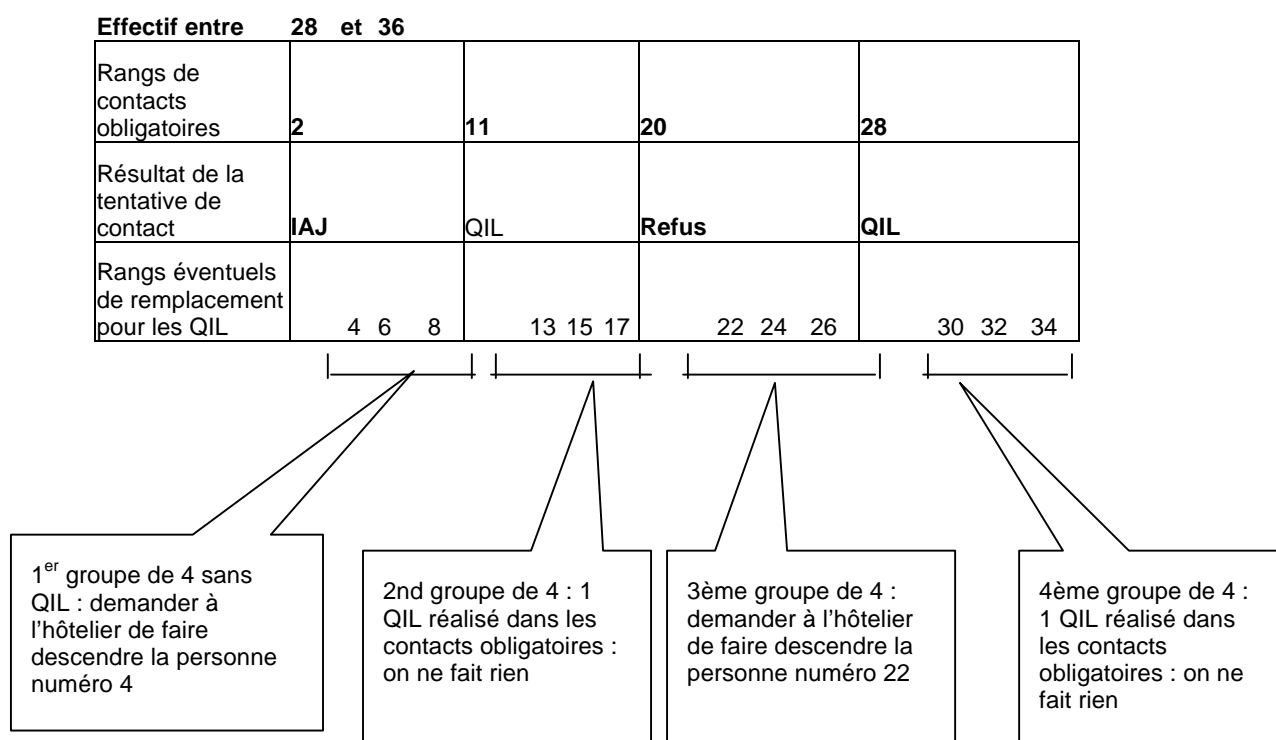 Effectif entre 28 et 36
Rangs de
contacts
obligatoires 2 11 20 28
Résultat de la
tentative de
contact IAJ QIL Refus QIL
Rangs éventuels
de remplacement
pour les QIL 4 6 8 13 15 17 22 24 26 30 32 34
1er groupe de 4 sans
QIL : demander à
l'hôtelier de faire
descendre la personne
numéro 4
2nd groupe de 4 : 1
QIL réalisé dans les
contacts obligatoires :
on ne fait rien
3ème groupe de 4 :
demander à l'hôtelier
de faire descendre la
personne numéro 22
4ème groupe de 4 :
1 QIL réalisé dans
les contacts
obligatoires : on ne
fait rien